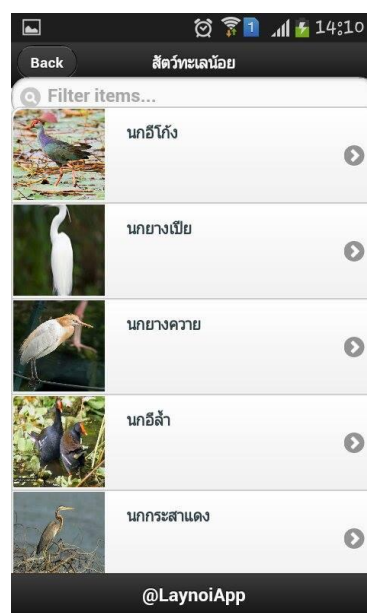 1
14:10
Back
สัตว์ทะเลน้อย
Filter items...
นกอีโก้ง
นกยางเปีย
นกยางควาย
นกอีล้ำ
นกกระสาแดง
@LaynoiApp